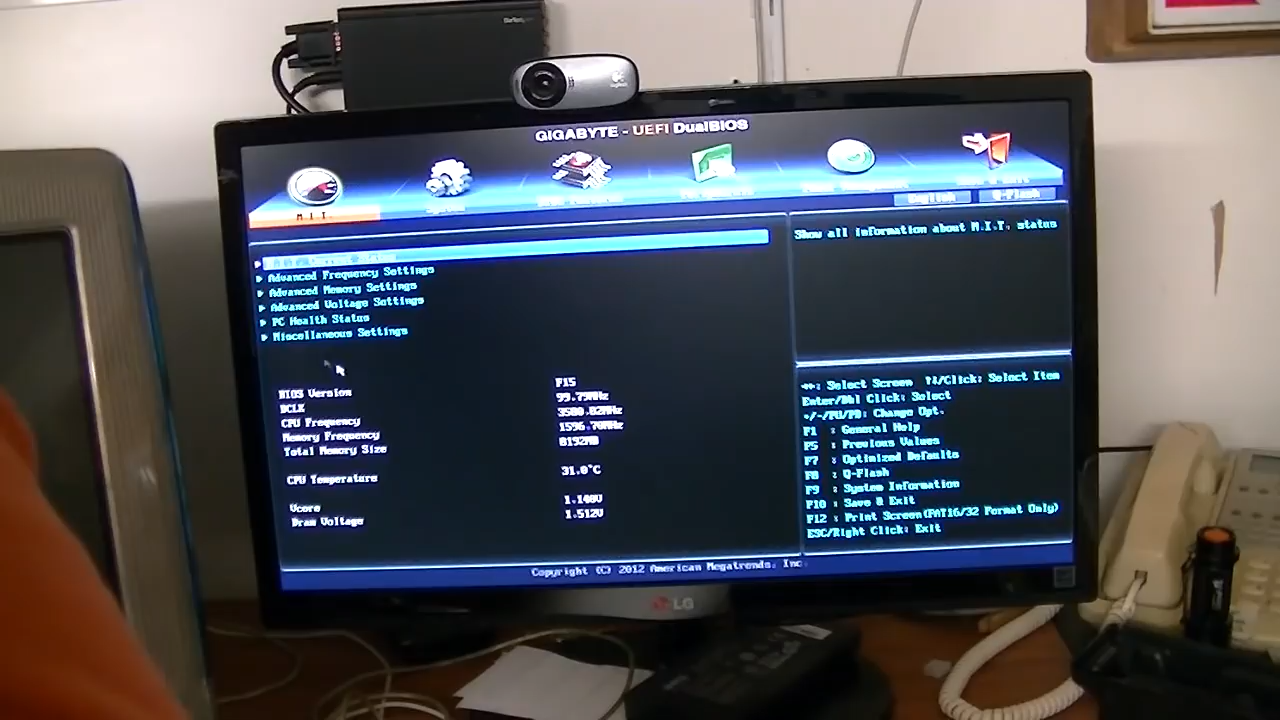 GIGABYTE - UEFI DualBIOS
M.I.T.
English Q-Flash
Show all information about M.I.T. status
Advanced Frequency Settings
Advanced Memory Settings
Advanced Voltage Settings
PC Health Status
Miscellaneous Settings
BIOS Version F15
BCLK 99.79MHz
CPU Frequency 3580.82MHz
Memory Frequency 1596.70MHz
Total Memory Size 8192MB
CPU Temperature 31.0°C
Vcore 1.140V
Dram Voltage 1.512V
: Select Screen ↑↓/Click: Select Item
Enter/Dbl Click: Select
+/-/PU/PD: Change Opt.
F1 : General Help
F5 : Previous Values
F7 : Optimized Defaults
F8 : Q-Flash
F9 : System Information
F10 : Save & Exit
F12 : Print Screen(FAT16/32 Format Only)
ESC/Right Click: Exit
Copyright (C) 2012 American Megatrends, Inc.
LG